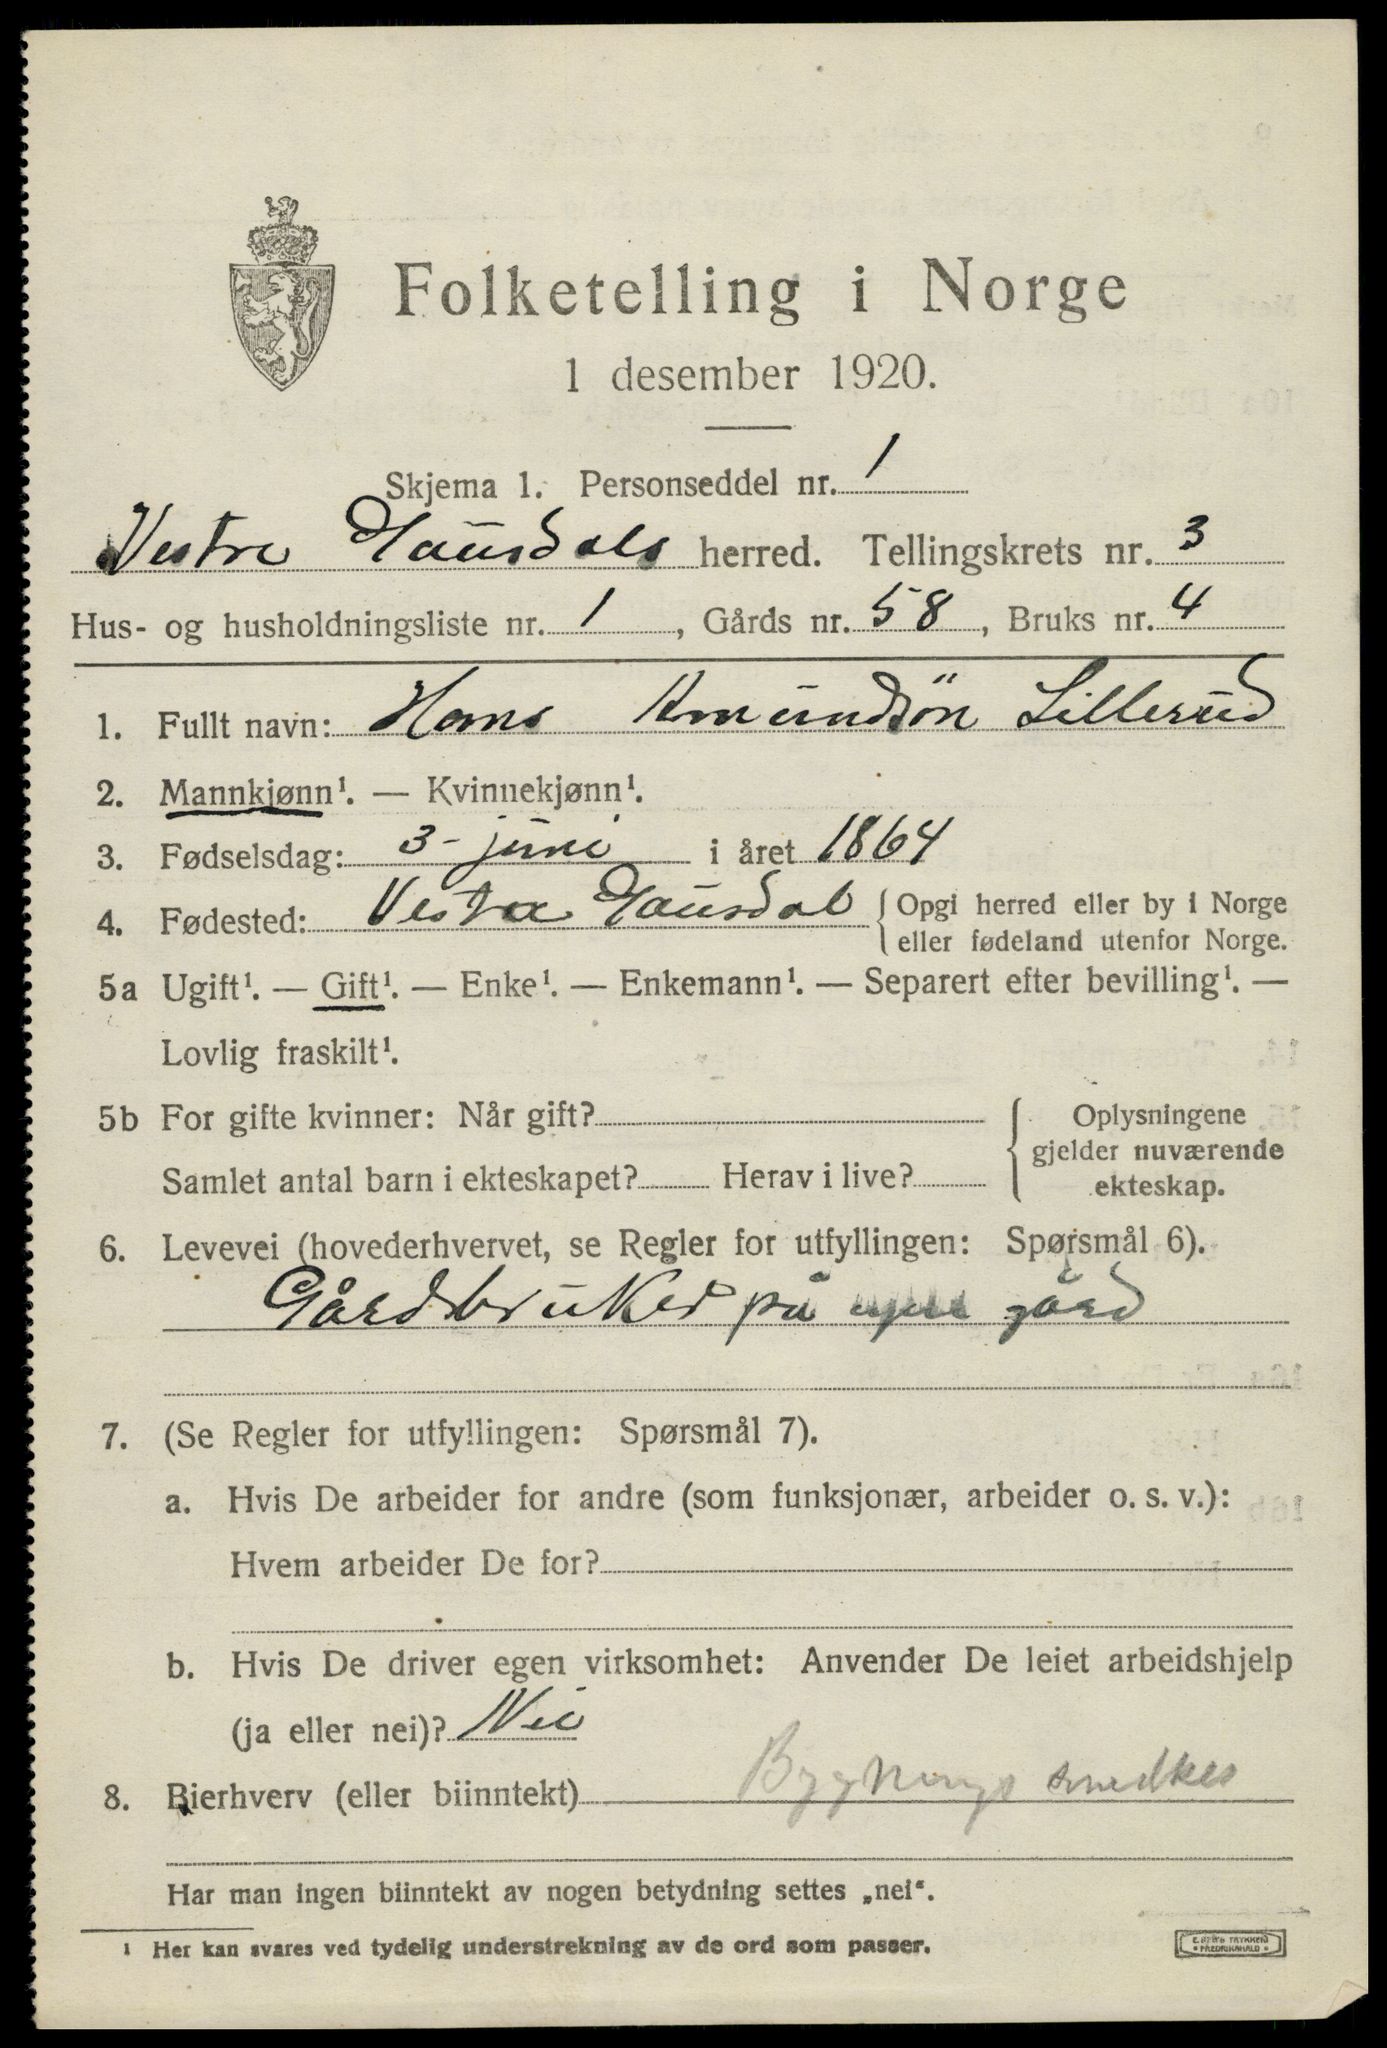 Folketelling i Norge
1 desember 1920.
Skjema 1. Personseddel nr. 1
Vestre Gausdals herred. Tellingskrets nr. 3
Hus- og husholdningsliste nr. 1, Gårds nr. 58, Bruks nr. 4
1. Fullt navn: Hans Amundsön Lillerud
2. Mannkjønn¹. — Kvinnekjønn¹.
3. Fødselsdag: 3 - juni i året 1864
4. Fødested: Vestre Gausdal { Opgi herred eller by i Norge
eller fødeland utenfor Norge.
5a Ugift¹. — Gift¹. — Enke¹. — Enkemann¹. — Separert efter bevilling¹. —
Lovlig fraskilt¹.
5b For gifte kvinner: Når gift?
Samlet antal barn i ekteskapet? Herav i live?
Oplysningene
gjelder nuværende
ekteskap.
6. Levevei (hovederhvervet, se Regler for utfyllingen: Spørsmål 6).
Gårdbruker på gård
7. (Se Regler for utfyllingen: Spørsmål 7).
a. Hvis De arbeider for andre (som funksjonær, arbeider o. s. v.):
Hvem arbeider De for?
b. Hvis De driver egen virksomhet: Anvender De leiet arbeidshjelp
(ja eller nei)? Nei
8. Bierhverv (eller biinntekt) Bygnings snedker
Har man ingen biinntekt av nogen betydning settes „nei“.
¹ Her kan svares ved tydelig understrekning av de ord som passer.